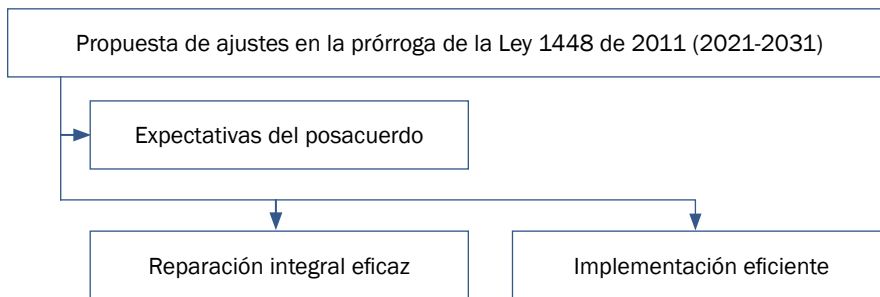 Propuesta de ajustes en la prórroga de la Ley 1448 de 2011 (2021-2031)
Expectativas del posacuerdo
Reparación integral eficaz
Implementación eficiente